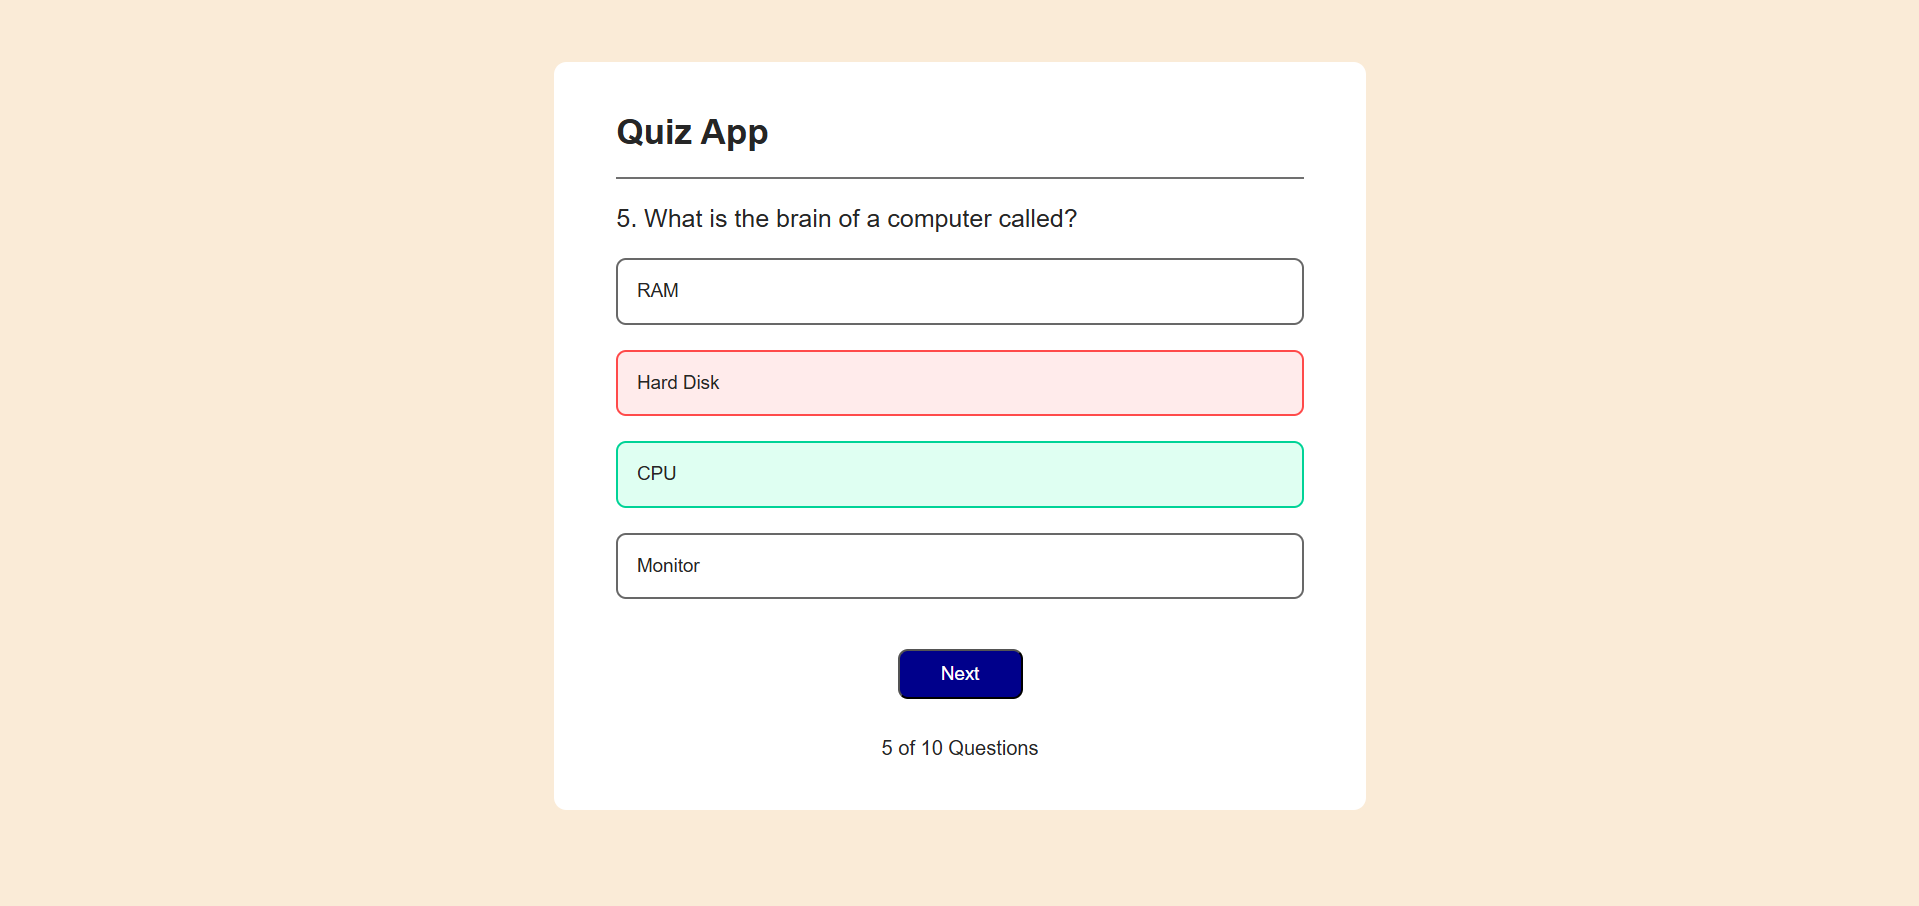 Quiz App
5. What is the brain of a computer called?
RAM
Hard Disk
CPU
Monitor
Next
5 of 10 Questions